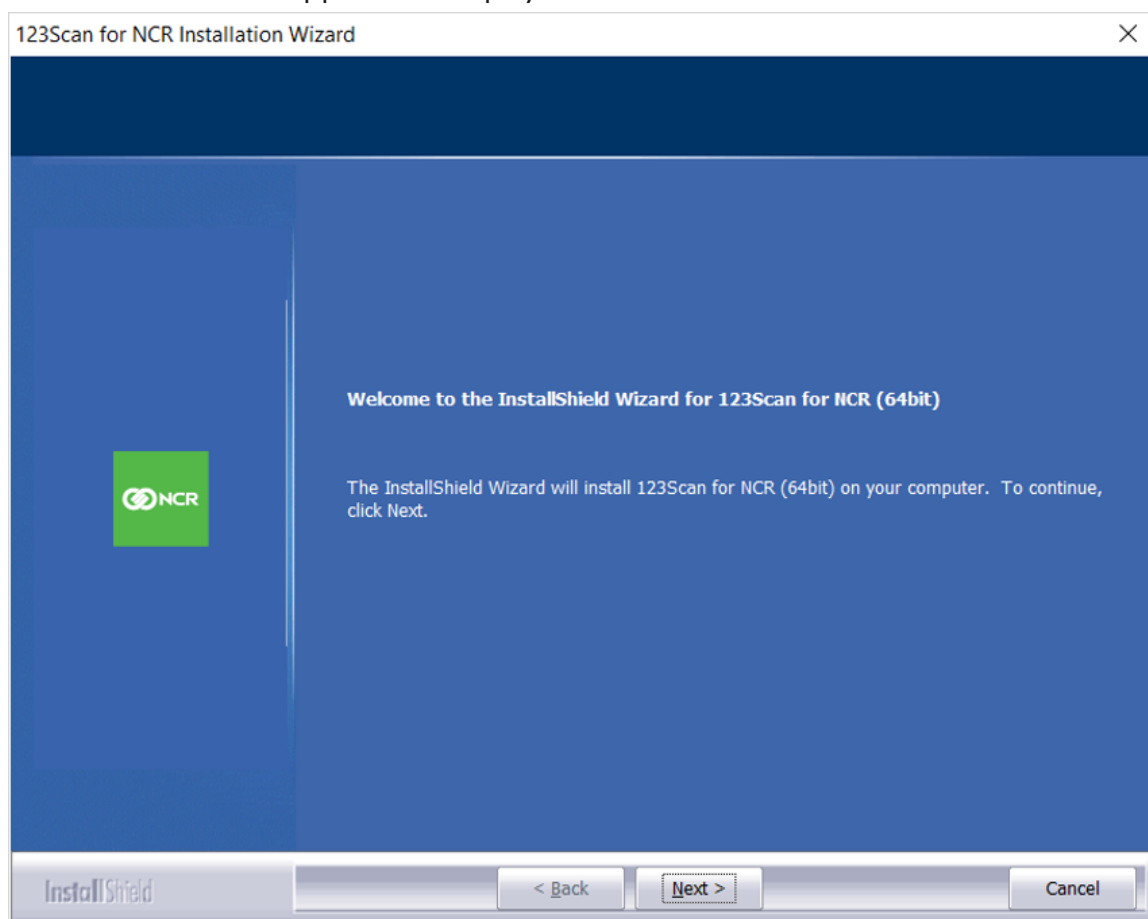 123Scan for NCR Installation Wizard
Welcome to the InstallShield Wizard for 123Scan for NCR (64bit)
NCR
The InstallShield Wizard will install 123Scan for NCR (64bit) on your computer. To continue,
click Next.
InstallShield
< Back
Next >
Cancel